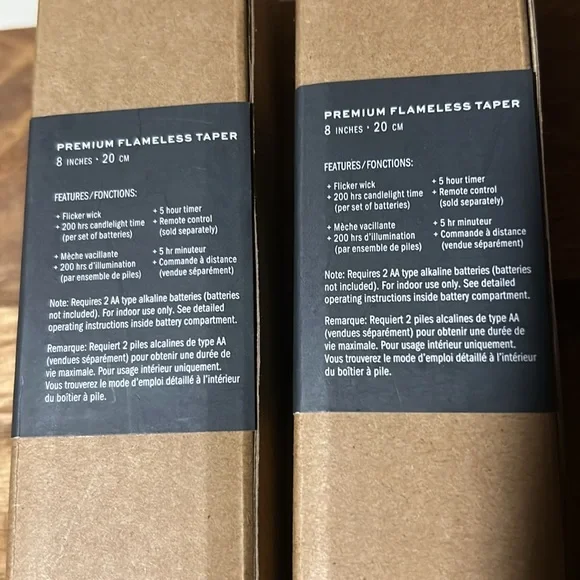 PREMIUM FLAMELESS TAPER
8 INCHES · 20 CM
FEATURES/FONCTIONS:
+ Flicker wick
+ 200 hrs candlelight time
(per set of batteries)
+ 5 hour timer
+ Remote control
(sold separately)
+ Mèche vacillante
+ 200 hrs d'illumination
(par ensemble de piles)
+ 5 hr minuteur
+ Commande à distance
(vendue séparément)
Note: Requires 2 AA type alkaline batteries (batteries
not included). For indoor use only. See detailed
operating instructions inside battery compartment.
Remarque: Requiert 2 piles alcalines de type AA
(vendues séparément) pour obtenir une durée de
vie maximale. Pour usage intérieur uniquement.
Vous trouverez le mode d'emploi détaillé à l'intérieur
du boîtier à pile.
PREMIUM FLAMELESS TAPER
8 INCHES · 20 CM
FEATURES/FONCTIONS:
+ Flicker wick
+ 200 hrs candlelight time
(per set of batteries)
+ 5 hour timer
+ Remote control
(sold separately)
+ Mèche vacillante
+ 200 hrs d'illumination
(par ensemble de piles)
+ 5 hr minuteur
+ Commande à distance
(vendue séparément)
Note: Requires 2 AA type alkaline batteries (batteries
not included). For indoor use only. See detailed
operating instructions inside battery compartment.
Remarque: Requiert 2 piles alcalines de type AA
(vendues séparément) pour obtenir une durée de
vie maximale. Pour usage intérieur uniquement.
Vous trouverez le mode d'emploi détaillé à l'intérieur
du boîtier à pile.